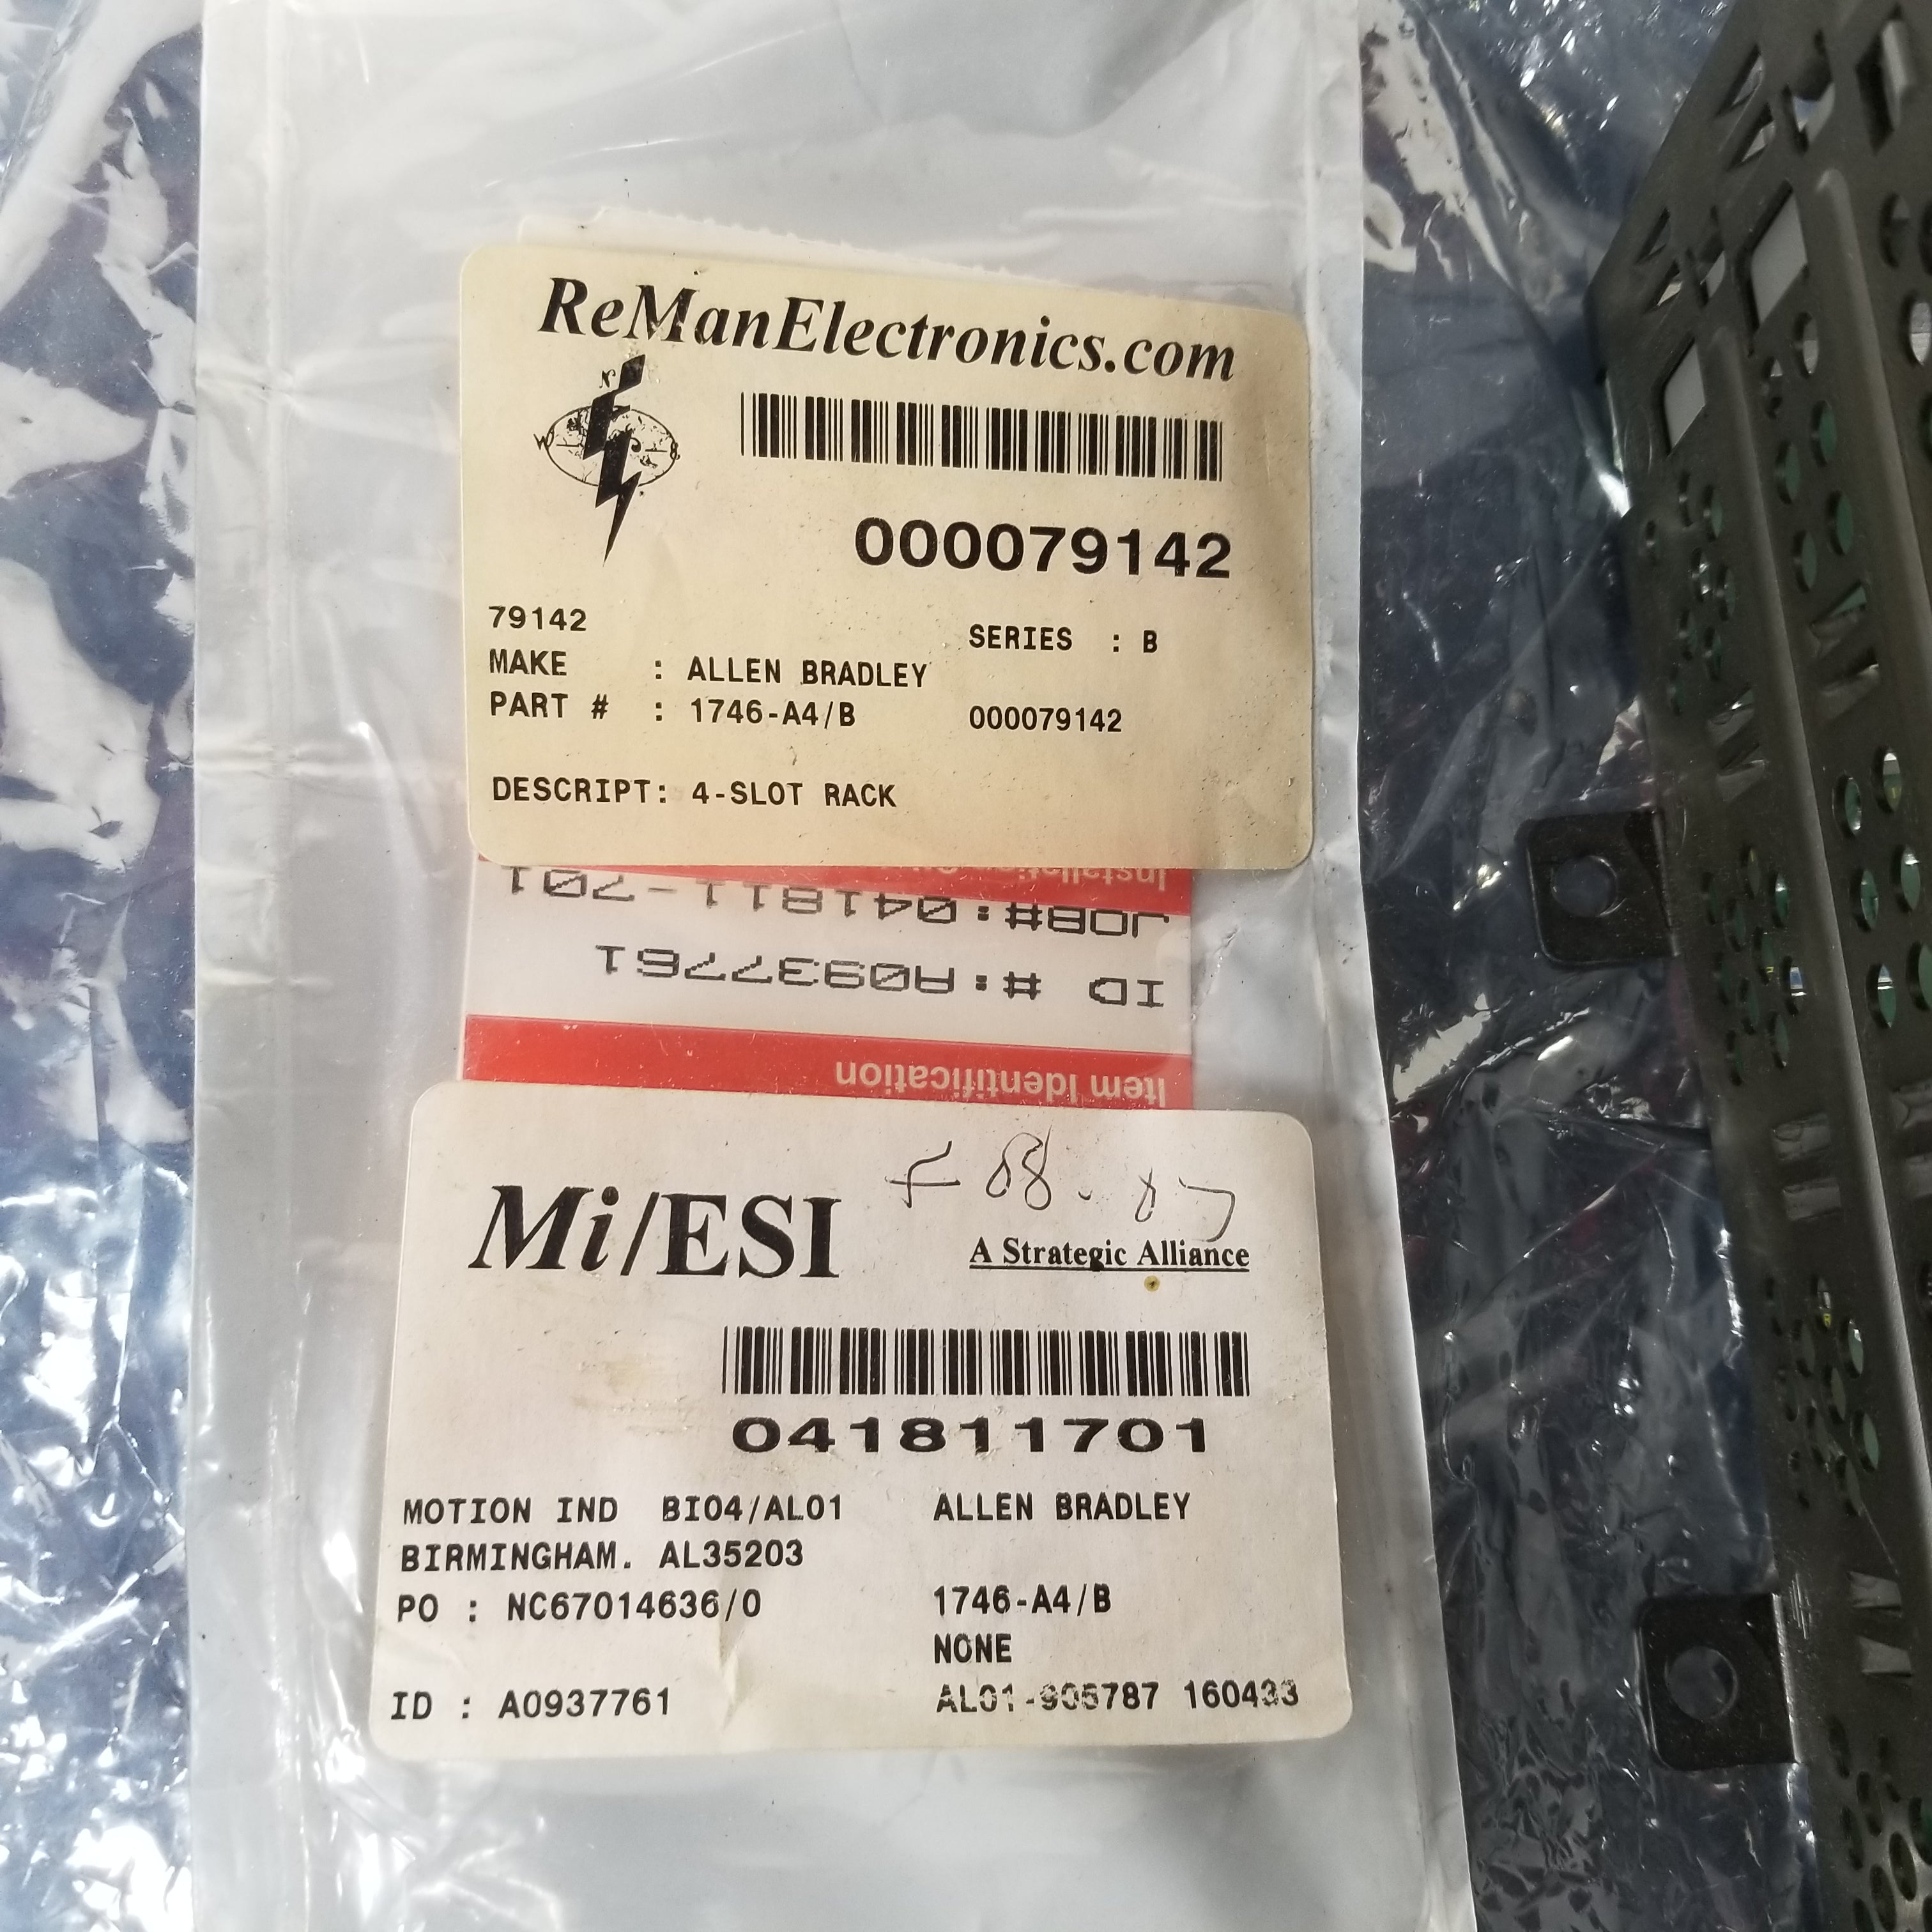 ReManElectronics.com
N
W
000079142
79142
SERIES : B
MAKE : ALLEN BRADLEY
PART # : 1746-A4/B 000079142
DESCRIPT: 4-SLOT RACK
JOB#:041811-701
ID #:A0937761
Item Identification
Mi/ESI
A Strategic Alliance
041811701
MOTION IND BI04/AL01 ALLEN BRADLEY
BIRMINGHAM. AL35203
PO : NC67014636/0 1746-A4/B
NONE
ID : A0937761 AL01-905787 160433